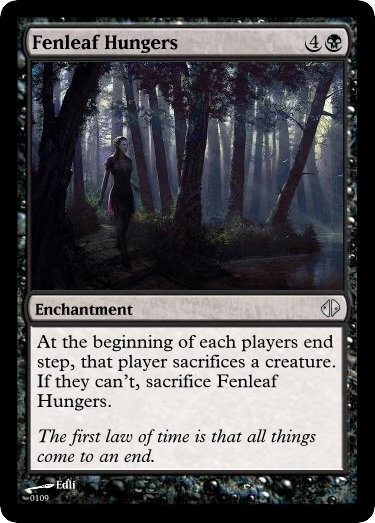 Fenleaf Hungers 4
Enchantment
At the beginning of each players end
step, that player sacrifices a creature.
If they can't, sacrifice Fenleaf
Hungers.
The first law of time is that all things
come to an end.
Edli
0109